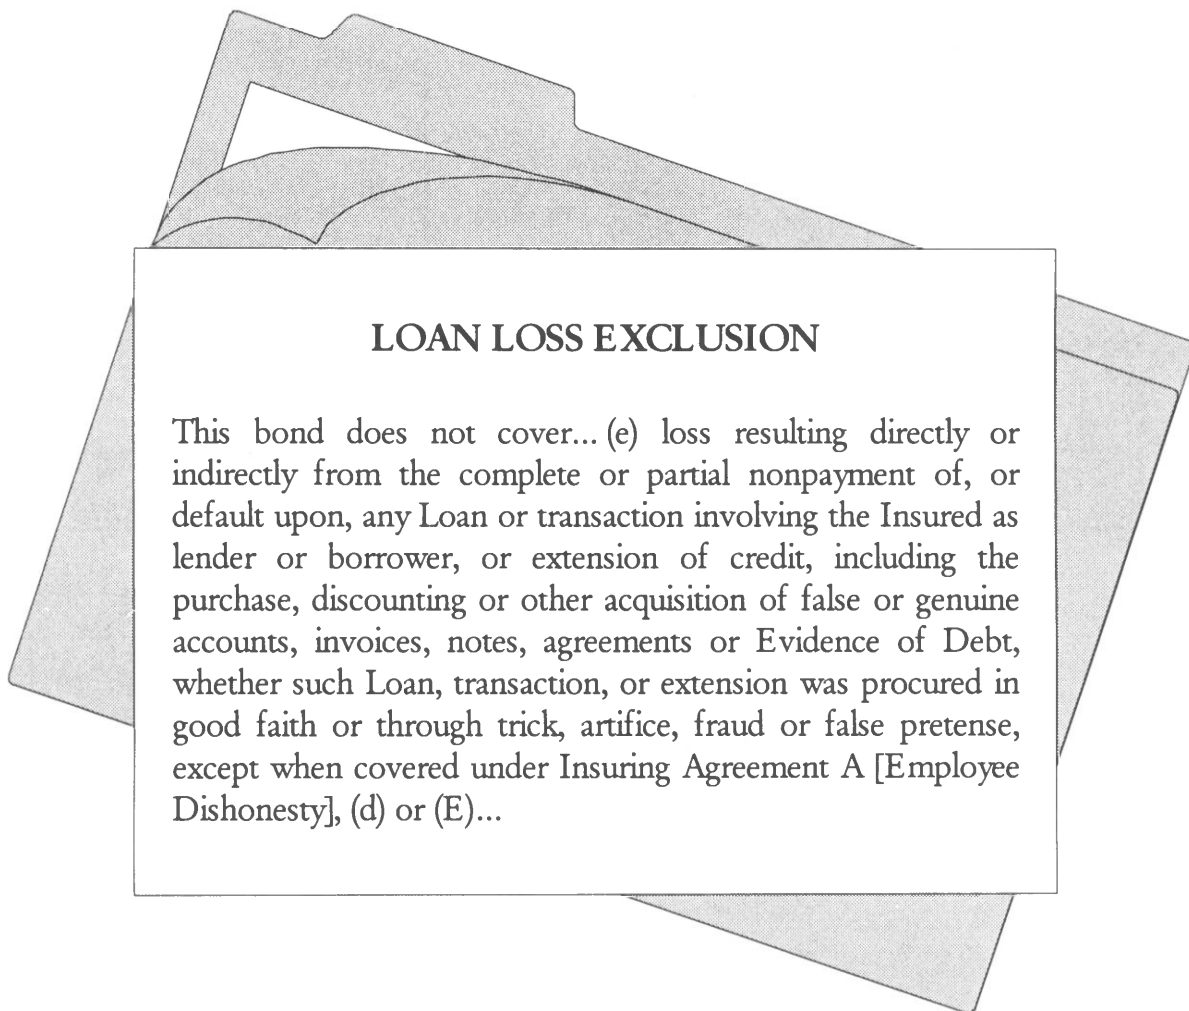 LOAN LOSS EXCLUSION
This bond does not cover... (e) loss resulting directly or
indirectly from the complete or partial nonpayment of, or
default upon, any Loan or transaction involving the Insured as
lender or borrower, or extension of credit, including the
purchase, discounting or other acquisition of false or genuine
accounts, invoices, notes, agreements or Evidence of Debt,
whether such Loan, transaction, or extension was procured in
good faith or through trick, artifice, fraud or false pretense,
except when covered under Insuring Agreement A [Employee
Dishonesty], (d) or (E)...